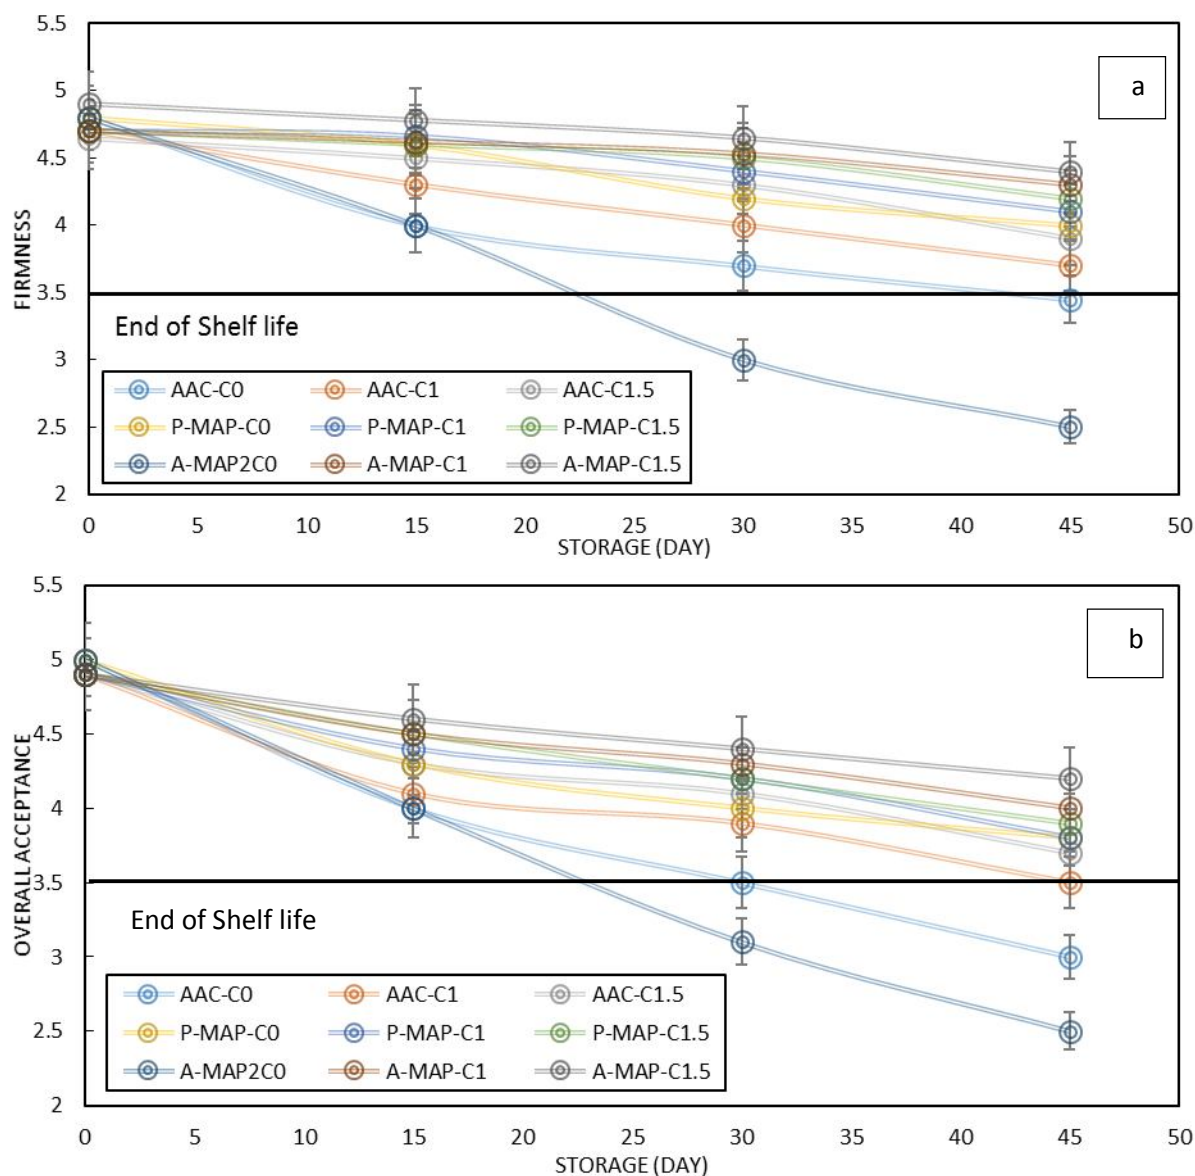 5.5
a
5
4.5
4
FIRMNESS
3.5
End of Shelf life
3
AAC-C0 AAC-C1 AAC-C1.5
P-MAP-C0 P-MAP-C1 P-MAP-C1.5
2.5
A-MAP2C0 A-MAP-C1 A-MAP-C1.5
2
0 5 10 15 20 25 30 35 40 45 50
STORAGE (DAY)
5.5
b
5
4.5
4
OVERALL ACCEPTANCE
3.5
End of Shelf life
3
AAC-C0 AAC-C1 AAC-C1.5
P-MAP-C0 P-MAP-C1 P-MAP-C1.5
2.5
A-MAP2C0 A-MAP-C1 A-MAP-C1.5
2
0 5 10 15 20 25 30 35 40 45 50
STORAGE (DAY)